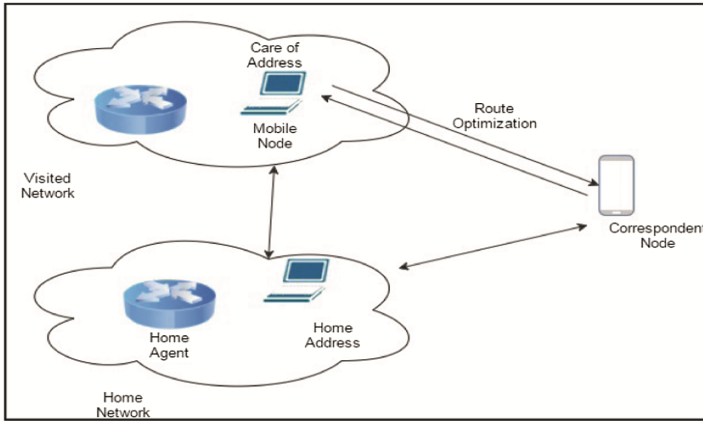 Care of
Address
Mobile
Node
Route
Optimization
Visited
Network
Correspondent
Node
Home
Agent
Home
Address
Home
Network